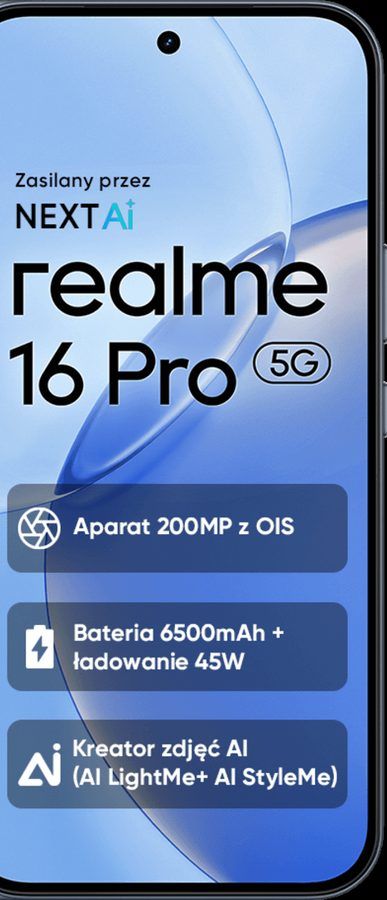 Zasilany przez
NEXT Ai
realme
16 Pro 5G
Aparat 200MP z OIS
Bateria 6500mAh +
ładowanie 45W
Ai
Kreator zdjęć AI
(AI LightMe+ AI StyleMe)